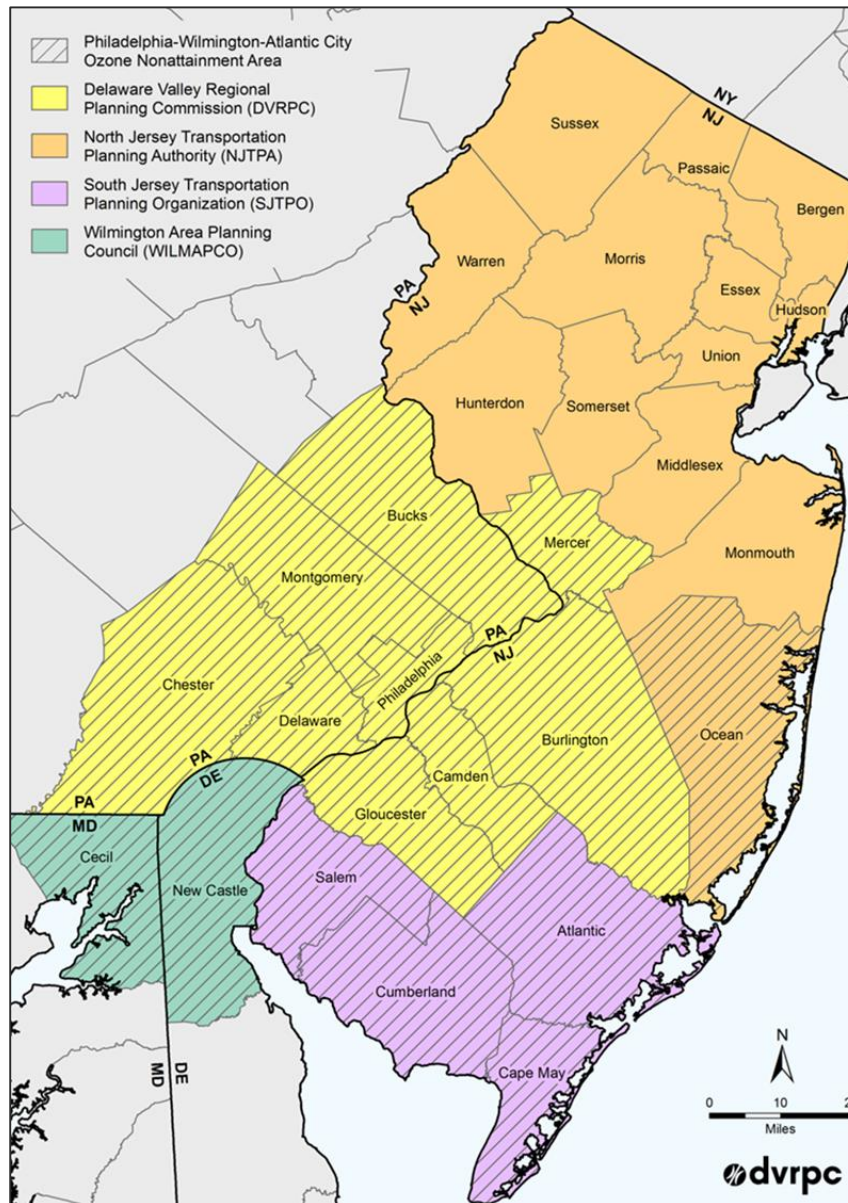 Philadelphia-Wilmington-Atlantic City
Ozone Nonattainment Area
Delaware Valley Regional
Planning Commission (DVRPC)
North Jersey Transportation
Planning Authority (NJTPA)
South Jersey Transportation
Planning Organization (SJTPO)
Wilmington Area Planning
Council (WILMAPCO)
NY
NJ
Sussex
Passaic
Bergen
Warren
Morris
PA
NJ
Essex
Hudson
Union
Hunterdon
Somerset
Middlesex
Bucks
Mercer
Monmouth
Montgomery
PA
NJ
Philadelphia
Chester
Delaware
Ocean
Burlington
PA
DE
Camden
Gloucester
PA
MD
Cecil
New Castle
Salem
Atlantic
Cumberland
Cape May
MD
DE
N
0 10 2
Miles
dvrpc